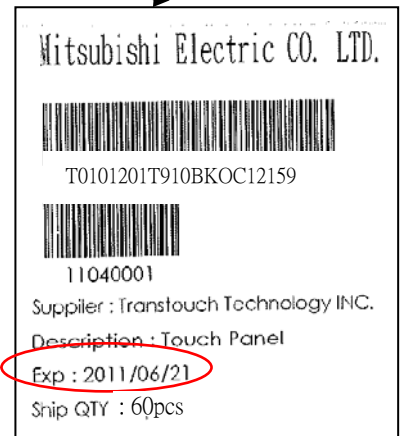 Mitsubishi Electric CO. LTD.
T0101201T910BKOC12159
11040001
Suppiler : Transtouch Technology INC.
Description : Touch Panel
Exp : 2011/06/21
Ship QTY : 60pcs